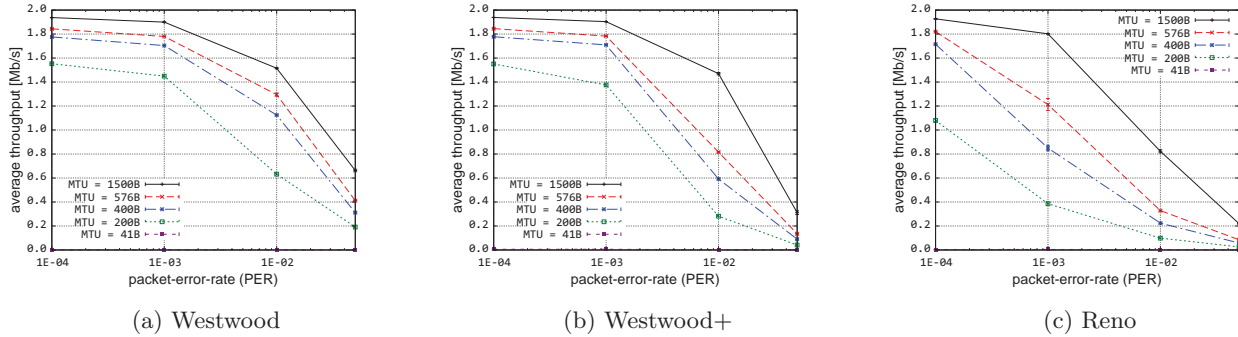 average throughput [Mb/s]
2.0
1.8
1.6
1.4
1.2
1.0
0.8
0.6
0.4
0.2
0.0
MTU = 1500B
MTU = 576B
MTU = 400B
MTU = 200B
MTU = 41B
1E-04 1E-03 1E-02
packet-error-rate (PER)
(a) Westwood
average throughput [Mb/s]
2.0
1.8
1.6
1.4
1.2
1.0
0.8
0.6
0.4
0.2
0.0
MTU = 1500B
MTU = 576B
MTU = 400B
MTU = 200B
MTU = 41B
1E-04 1E-03 1E-02
packet-error-rate (PER)
(b) Westwood+
average throughput [Mb/s]
2.0
1.8
1.6
1.4
1.2
1.0
0.8
0.6
0.4
0.2
0.0
MTU = 1500B
MTU = 576B
MTU = 400B
MTU = 200B
MTU = 41B
1E-04 1E-03 1E-02
packet-error-rate (PER)
(c) Reno